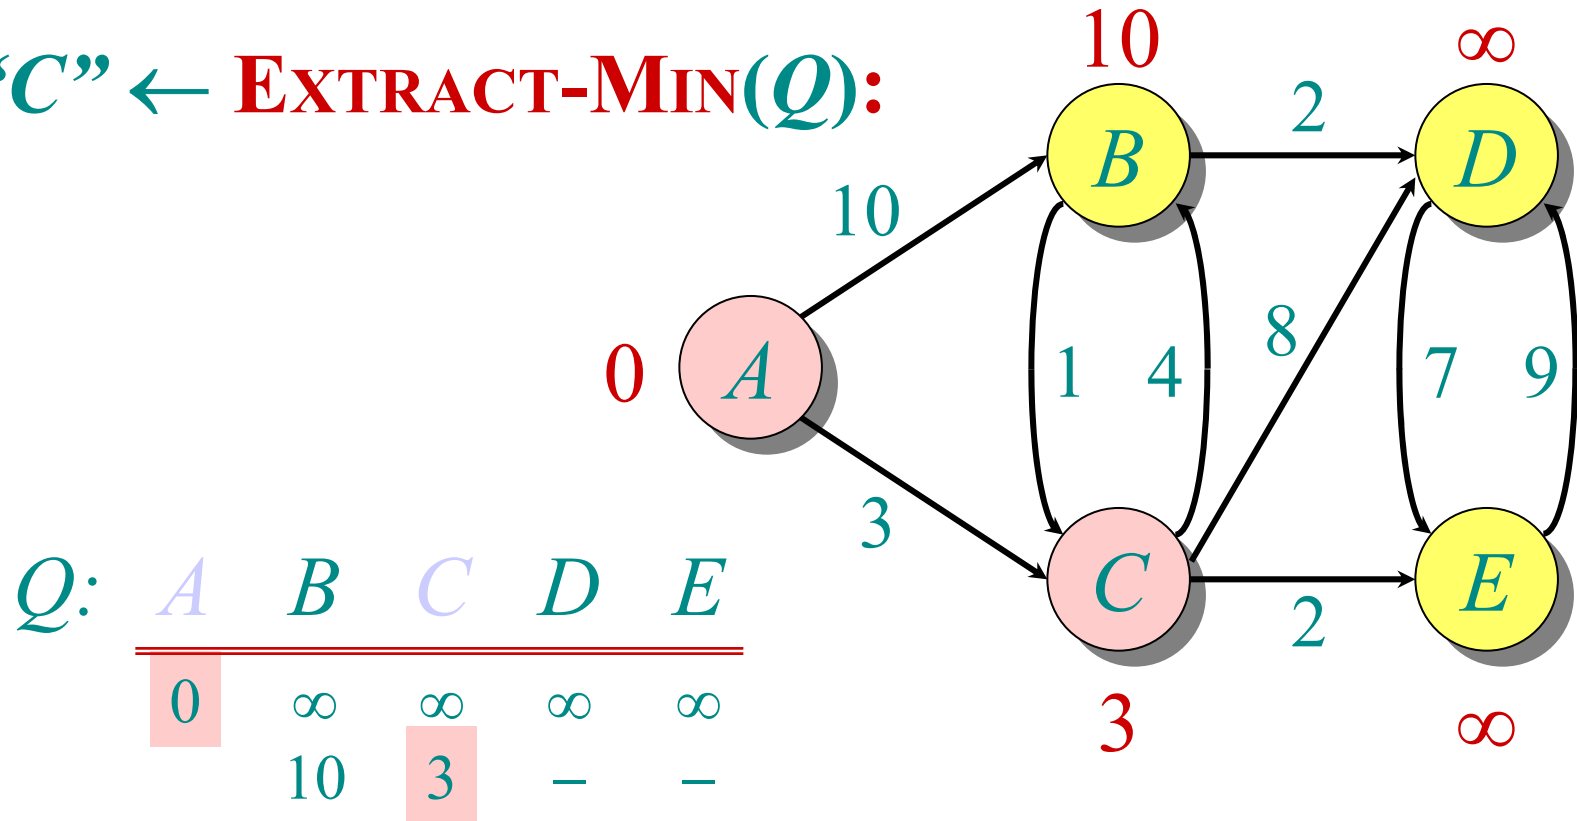 “C” ← EXTRACT-MIN(Q):
10 ∞
B 2 D
10
0 A 1 4 8 7 9
3
C 2 E
3 ∞
Q: A B C D E
0 ∞ ∞ ∞ ∞
10 3 – –